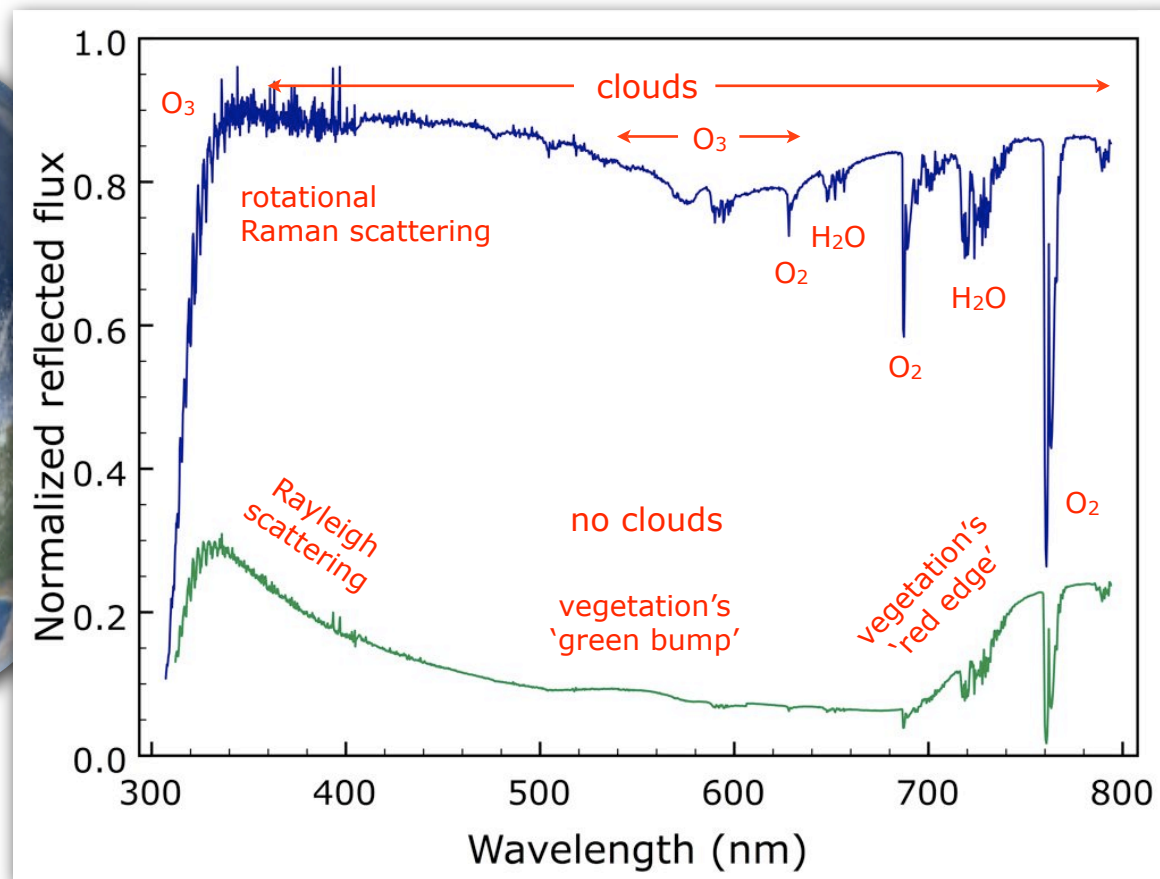 1.0
0.8
0.6
0.4
0.2
0.0
Normalized reflected flux
O₃
clouds
O₃
rotational
Raman scattering
O₂
H₂O
O₂
H₂O
O₂
Rayleigh
scattering
no clouds
vegetation's
'green bump'
vegetation's
'red edge'
300
400
500
600
700
800
Wavelength (nm)